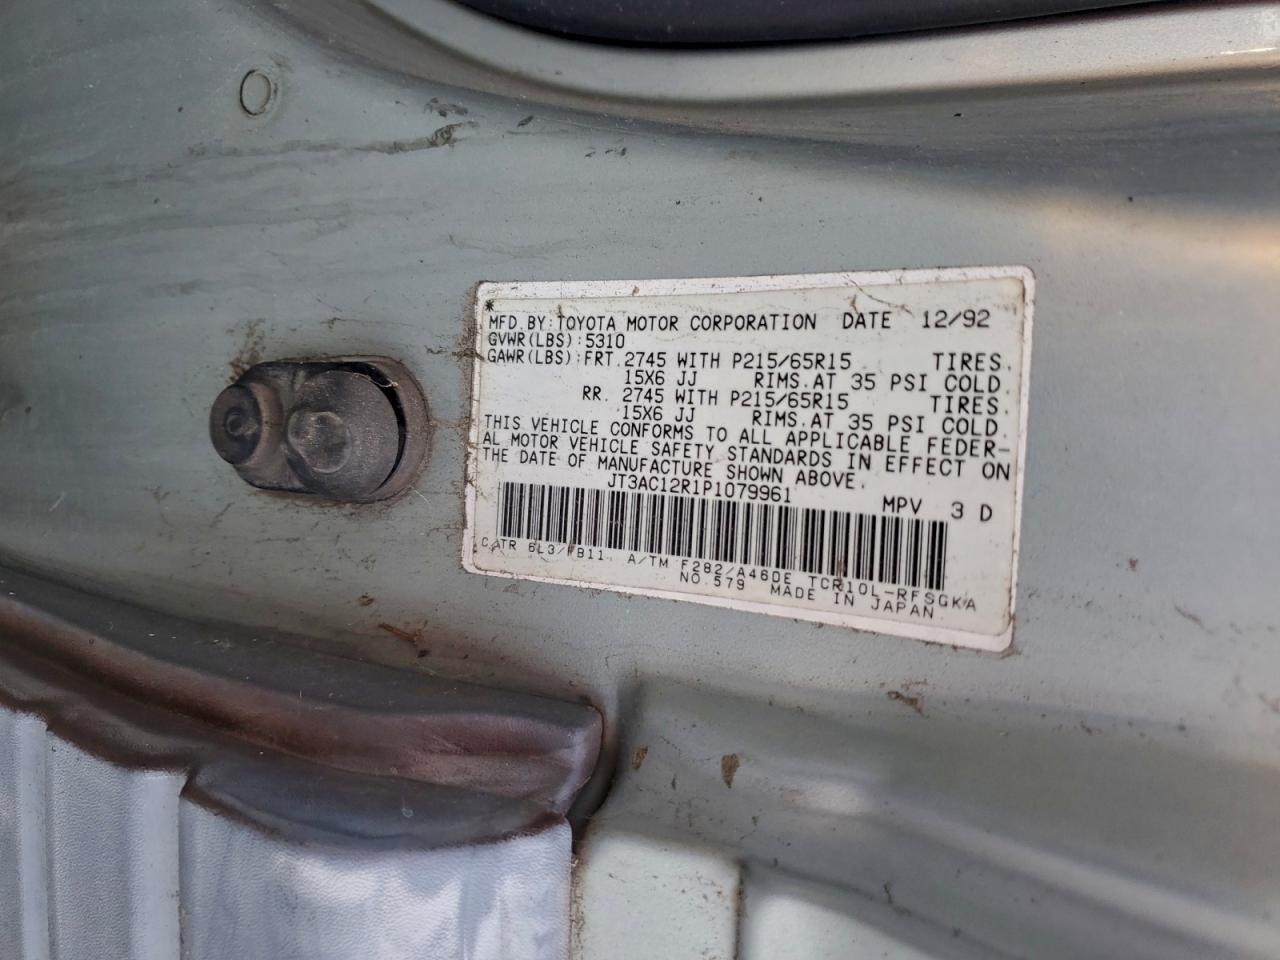 *
MFD. BY: TOYOTA MOTOR CORPORATION DATE 12/92
GVWR(LBS): 5310
GAWR(LBS): FRT. 2745 WITH P215/65R15 TIRES.
15X6 JJ RIMS. AT 35 PSI COLD.
RR. 2745 WITH P215/65R15 TIRES.
15X6 JJ RIMS. AT 35 PSI COLD.
THIS VEHICLE CONFORMS TO ALL APPLICABLE FEDER-
AL MOTOR VEHICLE SAFETY STANDARDS IN EFFECT ON
THE DATE OF MANUFACTURE SHOWN ABOVE.
JT3AC12R1P1079961 MPV 3 D
6L3/FB11 A/TM F282/A46DE TCR10L-RFSGKA
NO.579 MADE IN JAPAN